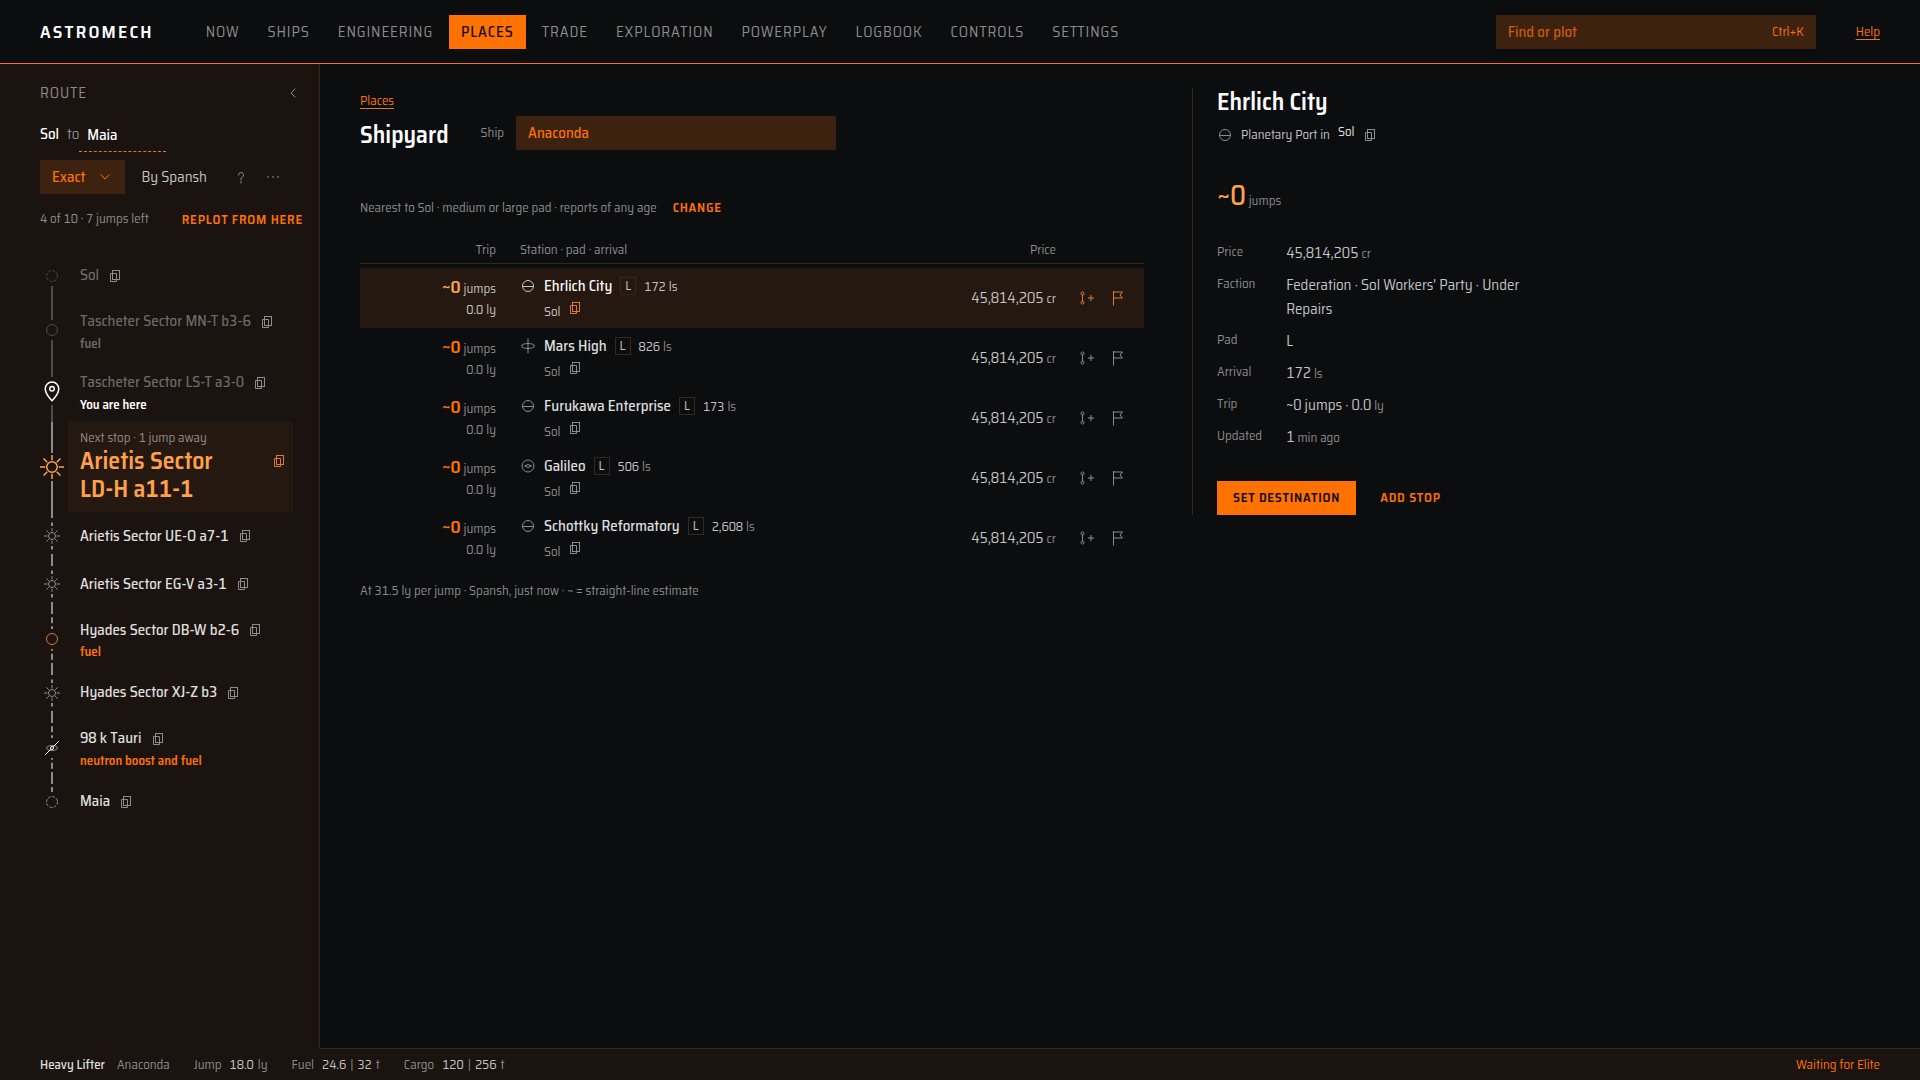 ASTROMECH NOW SHIPS ENGINEERING PLACES TRADE EXPLORATION POWERPLAY LOGBOOK CONTROLS SETTINGS Find or plot Ctrl+K Help
ROUTE
Sol to Maia
Exact By Spansh ? ···
4 of 10 · 7 jumps left REPLOT FROM HERE
Sol
Tascheter Sector MN-T b3-6
fuel
Tascheter Sector LS-T a3-0
You are here
Next stop · 1 jump away
Arietis Sector
LD-H a11-1
Arietis Sector UE-O a7-1
Arietis Sector EG-V a3-1
Hyades Sector DB-W b2-6
fuel
Hyades Sector XJ-Z b3
98 k Tauri
neutron boost and fuel
Maia
Places
Shipyard Ship Anaconda
Nearest to Sol · medium or large pad · reports of any age CHANGE
Trip Station · pad · arrival Price
~0 jumps Ehrlich City L 172 ls 45,814,205 cr
0.0 ly Sol
~0 jumps Mars High L 826 ls 45,814,205 cr
0.0 ly Sol
~0 jumps Furukawa Enterprise L 173 ls 45,814,205 cr
0.0 ly Sol
~0 jumps Galileo L 506 ls 45,814,205 cr
0.0 ly Sol
~0 jumps Schottky Reformatory L 2,608 ls 45,814,205 cr
0.0 ly Sol
At 31.5 ly per jump · Spansh, just now · ~ = straight-line estimate
Ehrlich City
Planetary Port in Sol
~0 jumps
Price 45,814,205 cr
Faction Federation · Sol Workers' Party · Under
Repairs
Pad L
Arrival 172 ls
Trip ~0 jumps · 0.0 ly
Updated 1 min ago
SET DESTINATION ADD STOP
Heavy Lifter Anaconda Jump 18.0 ly Fuel 24.6 | 32 t Cargo 120 | 256 t Waiting for Elite